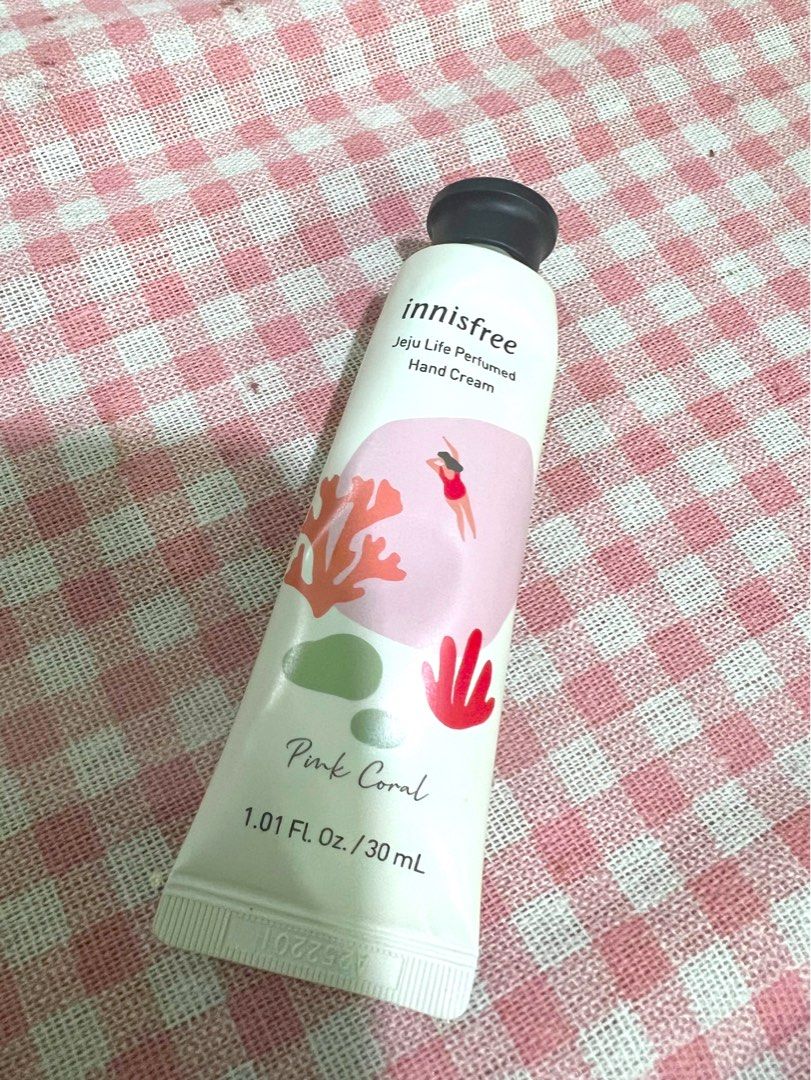 innisfree
Jeju Life Perfumed
Hand Cream
Pink Coral
1.01 Fl. Oz. / 30 mL